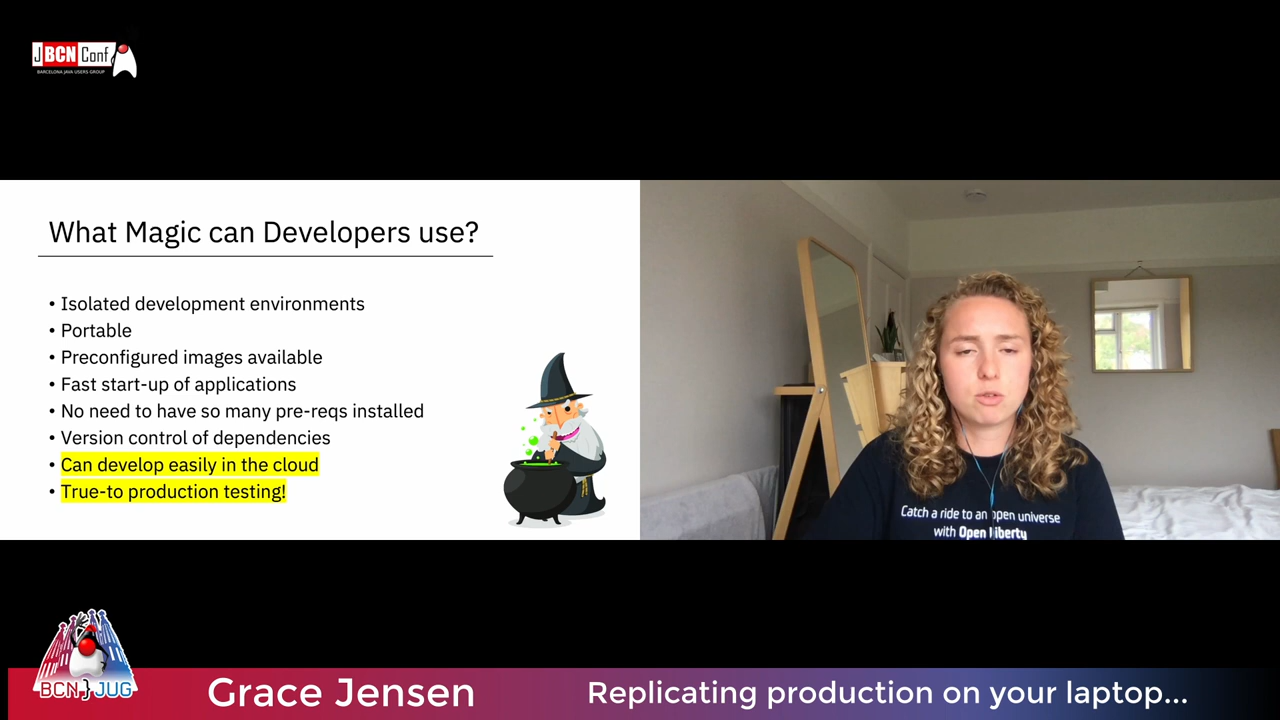 JBCNConf
BARCELONA JAVA USERS GROUP
What Magic can Developers use?
• Isolated development environments
• Portable
• Preconfigured images available
• Fast start-up of applications
• No need to have so many pre-reqs installed
• Version control of dependencies
• Can develop easily in the cloud
• True-to production testing!
Catch a ride to an open universe
with Open Liberty
BCN JUG
Grace Jensen
Replicating production on your laptop...